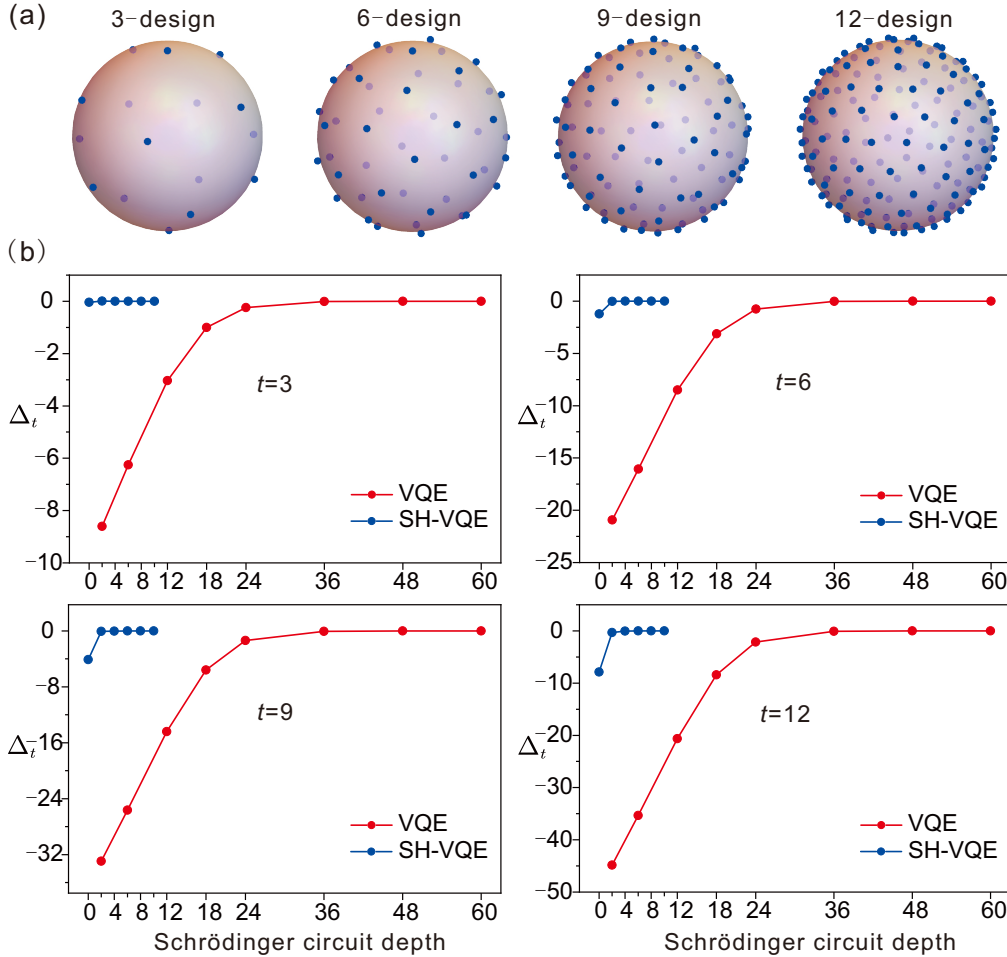 (a)
3-design 6-design 9-design 12-design
(b)
0
−2
−4
−6
−8
−10
Δt−
t=3
VQE
SH-VQE
0 4 8 12 18 24 36 48 60
0
−5
−10
−15
−20
−25
Δt−
t=6
VQE
SH-VQE
0 4 8 12 18 24 36 48 60
0
−8
−16
−24
−32
Δt−
t=9
VQE
SH-VQE
0 4 8 12 18 24 36 48 60
Schrödinger circuit depth
0
−10
−20
−30
−40
−50
Δt−
t=12
VQE
SH-VQE
0 4 8 12 18 24 36 48 60
Schrödinger circuit depth